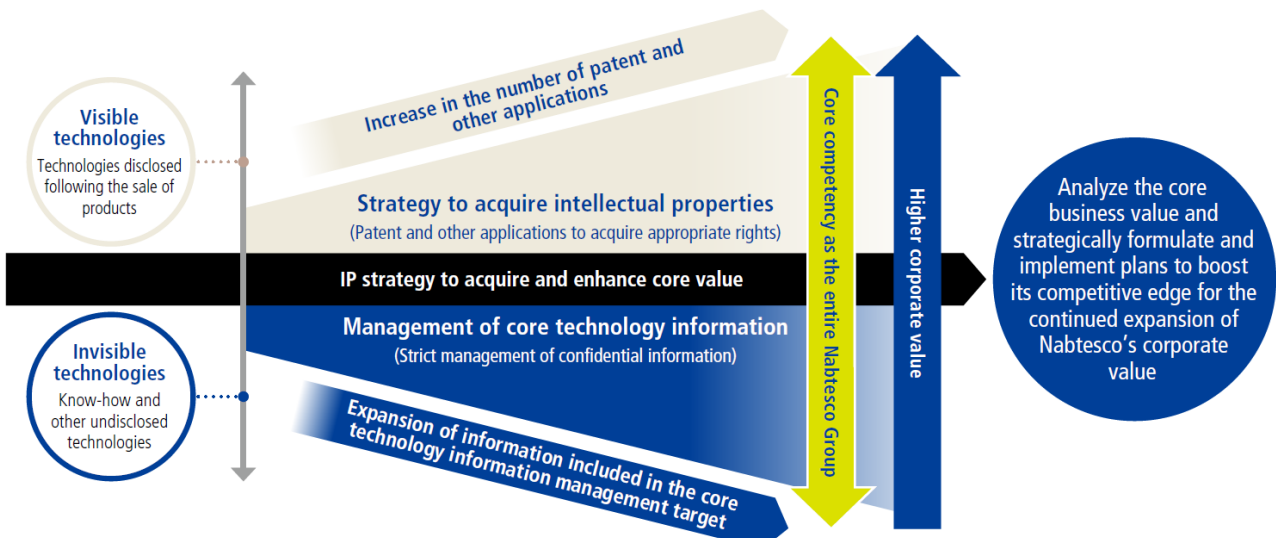 Visible
technologies
Technologies disclosed
following the sale of
products
Invisible
technologies
Know-how and
other undisclosed
technologies
Increase in the number of patent and
other applications
Strategy to acquire intellectual properties
(Patent and other applications to acquire appropriate rights)
IP strategy to acquire and enhance core value
Management of core technology information
(Strict management of confidential information)
Expansion of information included in the core
technology information management target
Core competency as the entire Nabtesco Group
Higher corporate value
Analyze the core
business value and
strategically formulate and
implement plans to boost
its competitive edge for the
continued expansion of
Nabtesco’s corporate
value